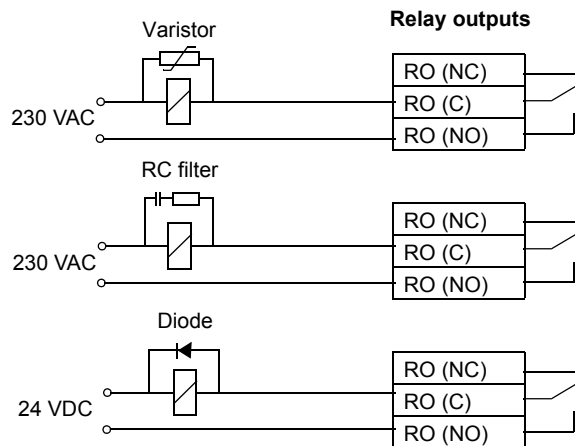 Relay outputs
Varistor
230 VAC
RO (NC)
RO (C)
RO (NO)
RC filter
230 VAC
RO (NC)
RO (C)
RO (NO)
Diode
24 VDC
RO (NC)
RO (C)
RO (NO)